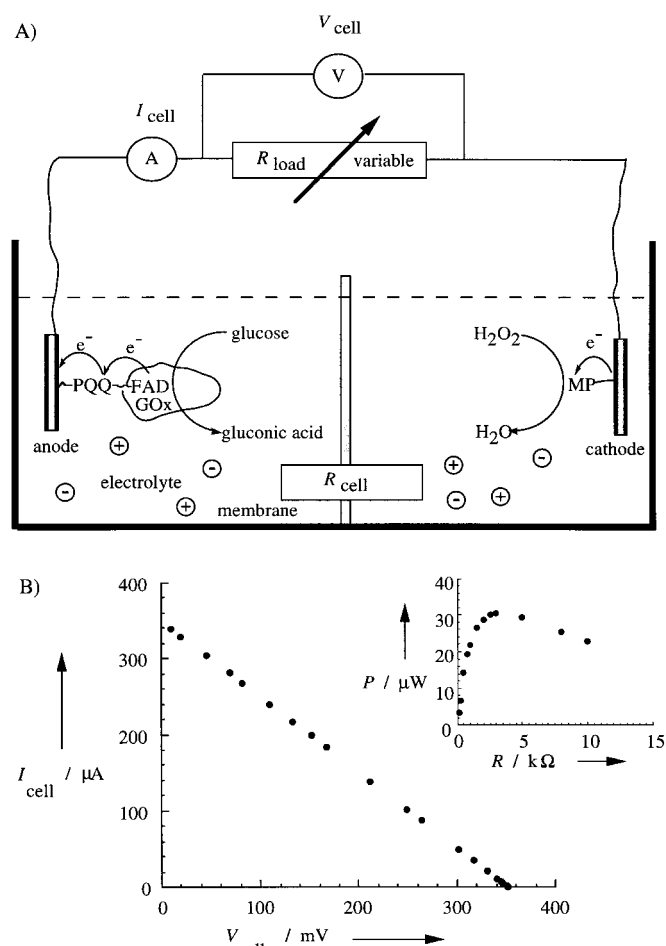 A)
V cell
V
I cell
A
R load variable
e⁻
e⁻
glucose
H₂O₂
e⁻
PQQ
FAD
GOx
MP
anode
gluconic acid
H₂O
cathode
+
-
+
-
electrolyte
R cell
-
+
membrane
-
+
B)
400
300
200
100
0
I cell / μA
0
100
200
300
400
V cell / mV
40
30
20
10
0
P / μW
0
5
10
15
R / kΩ